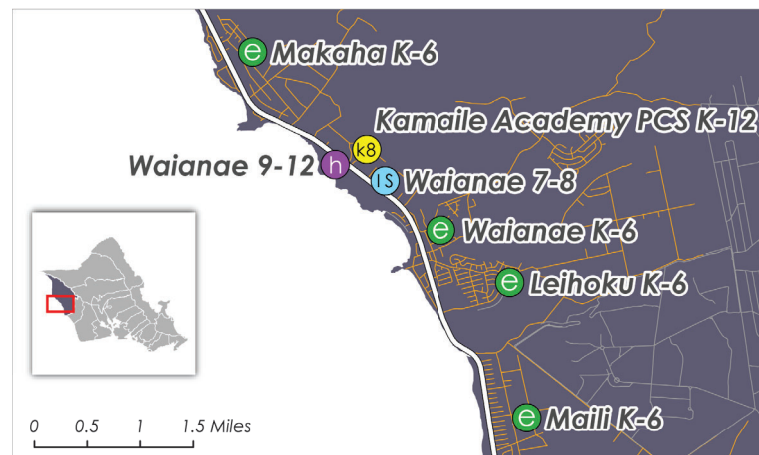 e Makaha K-6
Kamaile Academy PCS K-12
k8
Waianae 9-12 h
IS Waianae 7-8
e Waianae K-6
e Leihoku K-6
e Maili K-6
0 0.5 1 1.5 Miles